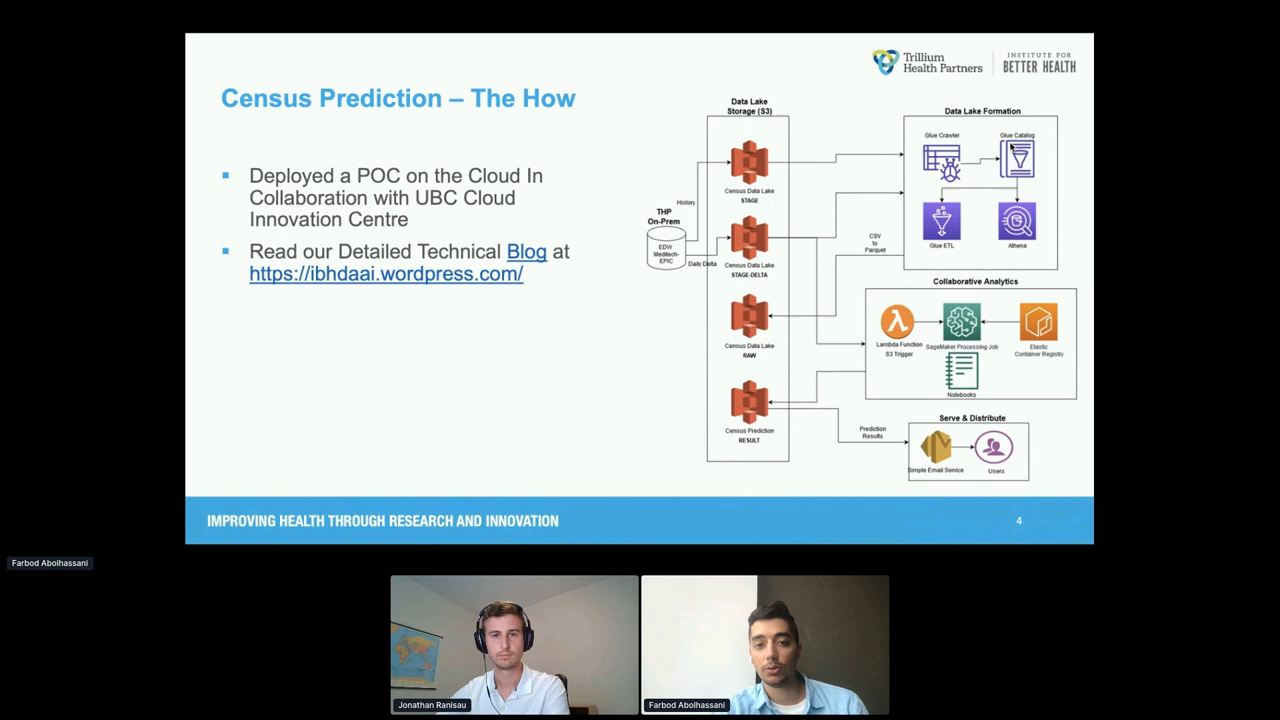 Trillium
Health Partners
INSTITUTE FOR
BETTER HEALTH
Census Prediction – The How
▪ Deployed a POC on the Cloud In
Collaboration with UBC Cloud
Innovation Centre
▪ Read our Detailed Technical Blog at
https://ibhdaai.wordpress.com/
Data Lake
Storage (S3)
Census Data Lake
STAGE
History
THP
On-Prem
EDW
Meditech-
EPIC
Daily Delta
Census Data Lake
STAGE-DELTA
Census Data Lake
RAW
Census Prediction
RESULT
Data Lake Formation
Glue Crawler
Glue Catalog
Glue ETL
Athena
CSV
to
Parquet
Collaborative Analytics
Lambda Function
S3 Trigger
SageMaker Processing Job
Elastic
Container Registry
Notebooks
Serve & Distribute
Prediction
Results
Simple Email Service
Users
IMPROVING HEALTH THROUGH RESEARCH AND INNOVATION
4
Farbod Abolhassani
Jonathan Ranisau
Farbod Abolhassani